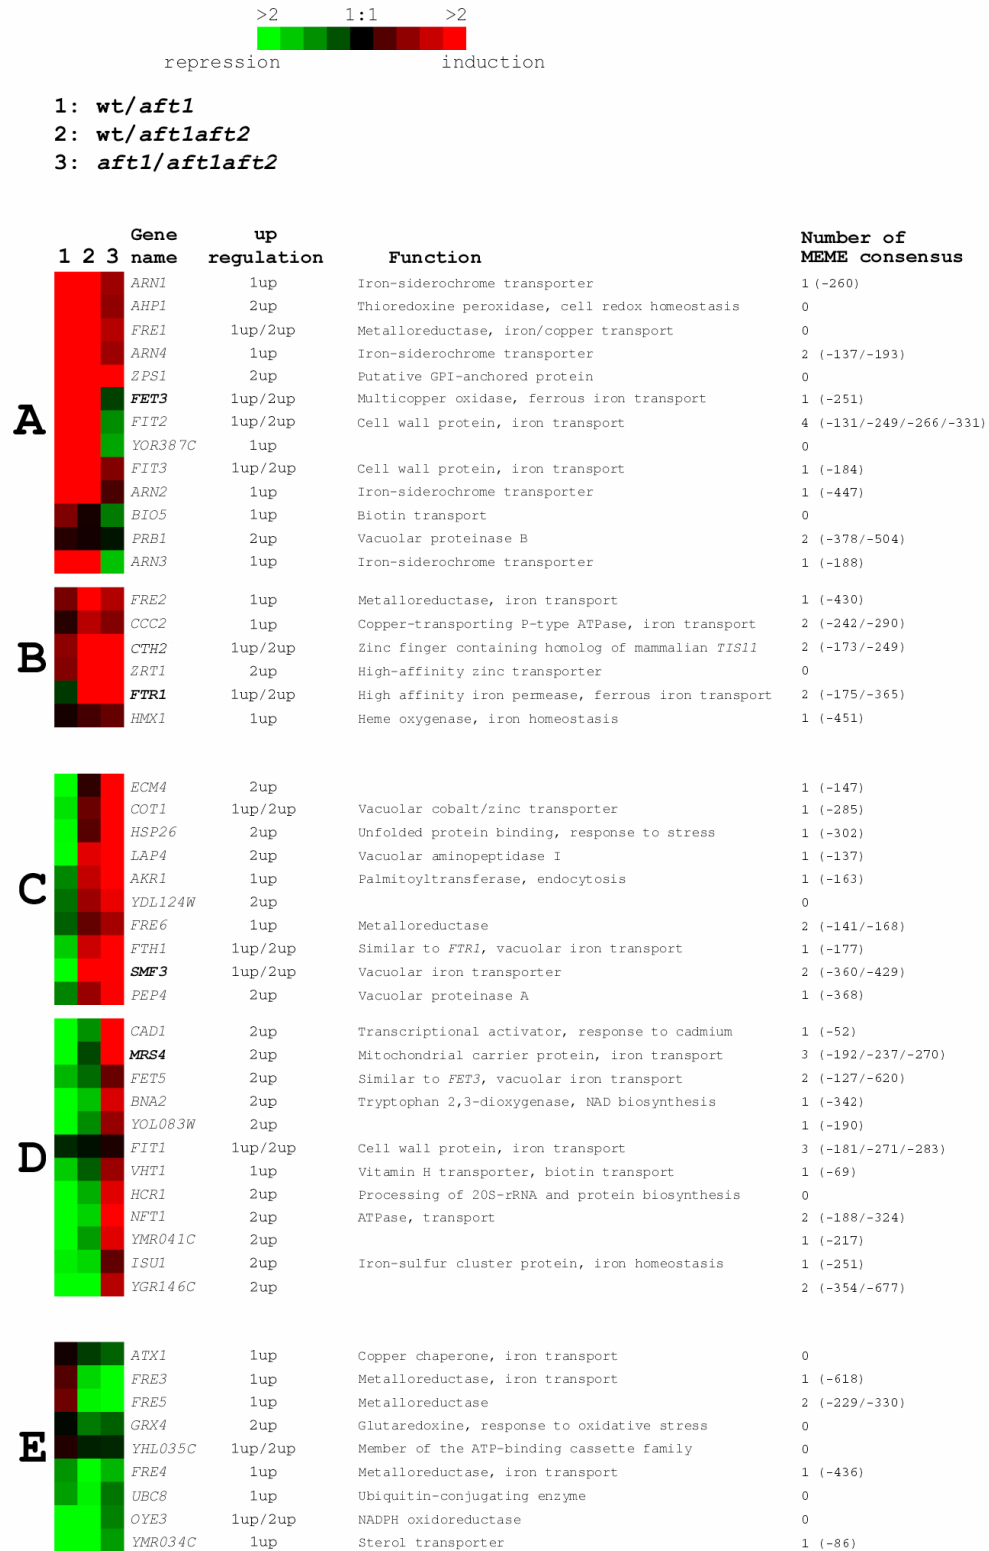 >2 1:1 >2
repression induction
1: wt/aft1
2: wt/aft1aft2
3: aft1/aft1aft2
Gene up Number of
1 2 3 name regulation Function MEME consensus
ARN1 1up Iron-siderochrome transporter 1 (-260)
AHP1 2up Thioredoxine peroxidase, cell redox homeostasis 0
FRE1 1up/2up Metalloreductase, iron/copper transport 0
ARN4 1up Iron-siderochrome transporter 2 (-137/-193)
ZPS1 2up Putative GPI-anchored protein 0
FET3 1up/2up Multicopper oxidase, ferrous iron transport 1 (-251)
A FIT2 1up/2up Cell wall protein, iron transport 4 (-131/-249/-266/-331)
YOR387C 1up 0
FIT3 1up/2up Cell wall protein, iron transport 1 (-184)
ARN2 1up Iron-siderochrome transporter 1 (-447)
BIO5 1up Biotin transport 0
PRB1 2up Vacuolar proteinase B 2 (-378/-504)
ARN3 1up Iron-siderochrome transporter 1 (-188)
FRE2 1up Metalloreductase, iron transport 1 (-430)
CCC2 1up Copper-transporting P-type ATPase, iron transport 2 (-242/-290)
B CTH2 1up/2up Zinc finger containing homolog of mammalian TIS11 2 (-173/-249)
ZRT1 2up High-affinity zinc transporter 0
FTR1 1up/2up High affinity iron permease, ferrous iron transport 2 (-175/-365)
HMX1 1up Heme oxygenase, iron homeostasis 1 (-451)
ECM4 2up 1 (-147)
COT1 1up/2up Vacuolar cobalt/zinc transporter 1 (-285)
HSP26 2up Unfolded protein binding, response to stress 1 (-302)
LAP4 2up Vacuolar aminopeptidase I 1 (-137)
C AKR1 1up Palmitoyltransferase, endocytosis 1 (-163)
YDL124W 2up 0
FRE6 1up Metalloreductase 2 (-141/-168)
FTH1 1up/2up Similar to FTR1, vacuolar iron transport 1 (-177)
SMF3 1up/2up Vacuolar iron transporter 2 (-360/-429)
PEP4 2up Vacuolar proteinase A 1 (-368)
CAD1 2up Transcriptional activator, response to cadmium 1 (-52)
MRS4 2up Mitochondrial carrier protein, iron transport 3 (-192/-237/-270)
FET5 2up Similar to FET3, vacuolar iron transport 2 (-127/-620)
BNA2 2up Tryptophan 2,3-dioxygenase, NAD biosynthesis 1 (-342)
YOL083W 2up 1 (-190)
D FIT1 1up/2up Cell wall protein, iron transport 3 (-181/-271/-283)
VHT1 1up Vitamin H transporter, biotin transport 1 (-69)
HCR1 2up Processing of 20S-rRNA and protein biosynthesis 0
NFT1 2up ATPase, transport 2 (-188/-324)
YMR041C 2up 1 (-217)
ISU1 2up Iron-sulfur cluster protein, iron homeostasis 1 (-251)
YGR146C 2up 2 (-354/-677)
ATX1 1up Copper chaperone, iron transport 0
FRE3 1up Metalloreductase, iron transport 1 (-618)
FRE5 1up Metalloreductase 2 (-229/-330)
GRX4 2up Glutaredoxine, response to oxidative stress 0
E YHL035C 1up/2up Member of the ATP-binding cassette family 0
FRE4 1up Metalloreductase, iron transport 1 (-436)
UBC8 1up Ubiquitin-conjugating enzyme 0
OYE3 1up/2up NADPH oxidoreductase 0
YMR034C 1up Sterol transporter 1 (-86)